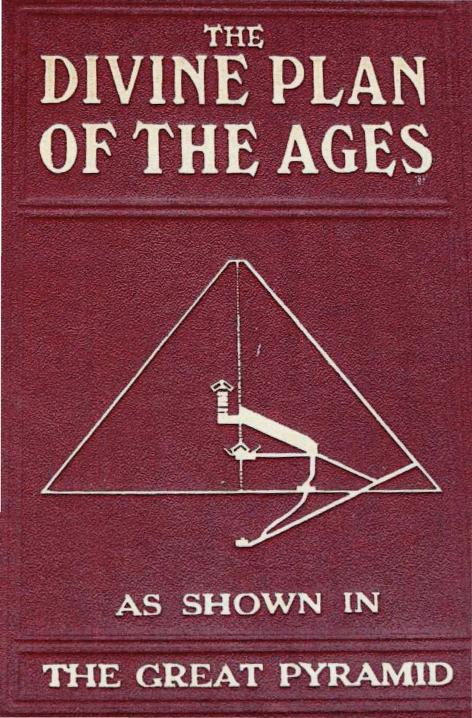 THE
DIVINE PLAN
OF THE AGES
AS SHOWN IN
THE GREAT PYRAMID